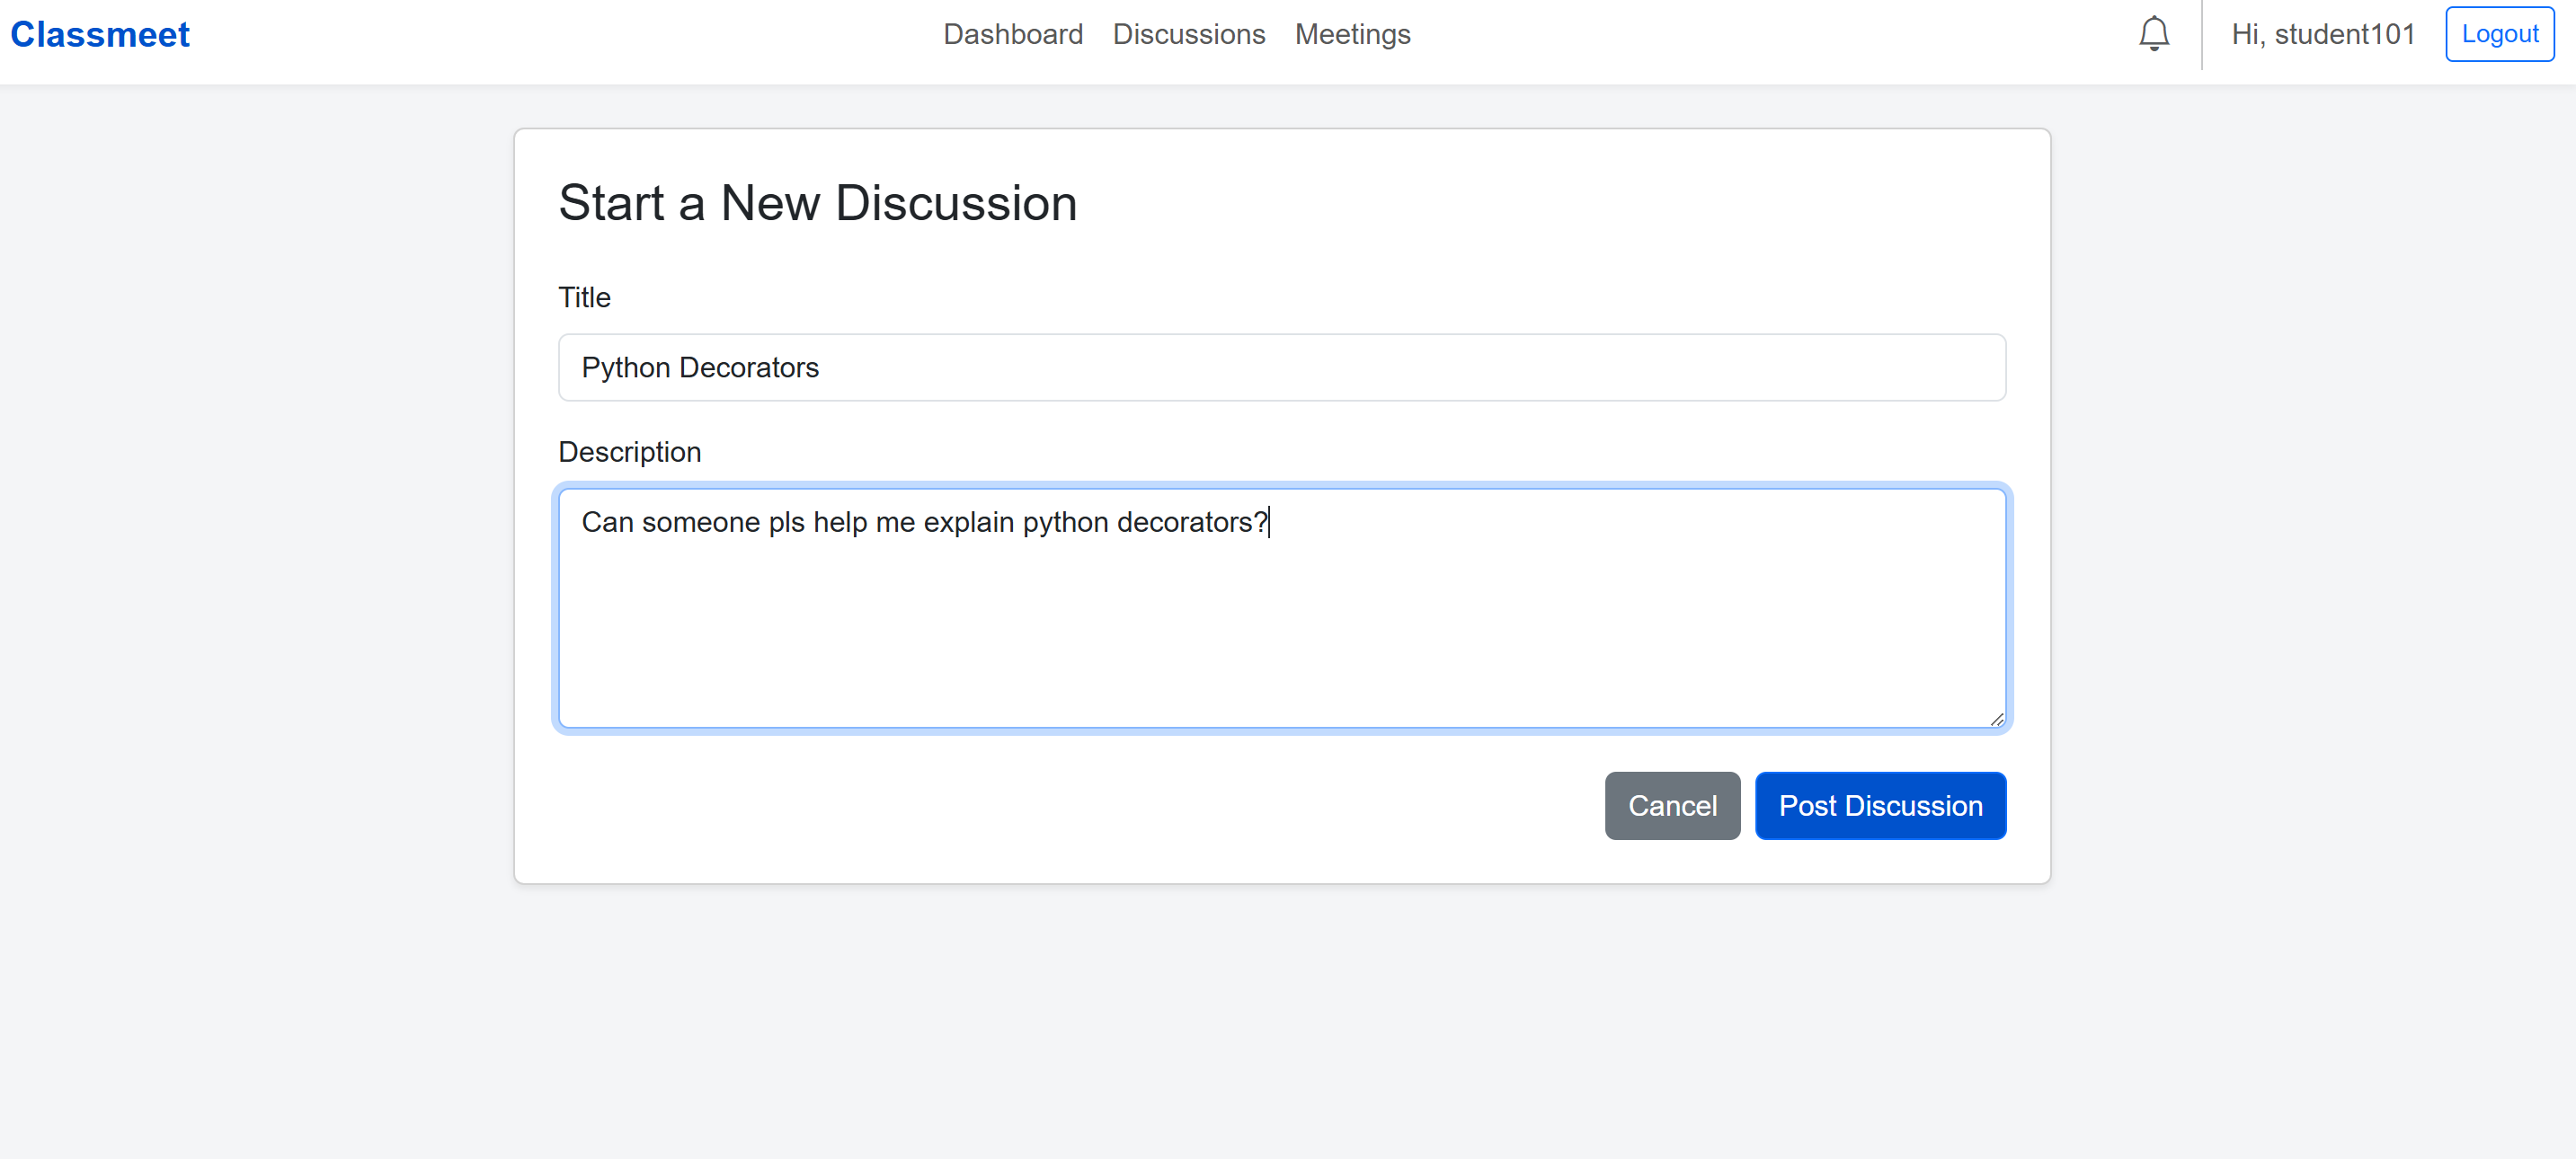 Classmeet Dashboard Discussions Meetings Hi, student101 Logout
Start a New Discussion
Title
Python Decorators
Description
Can someone pls help me explain python decorators?
Cancel Post Discussion